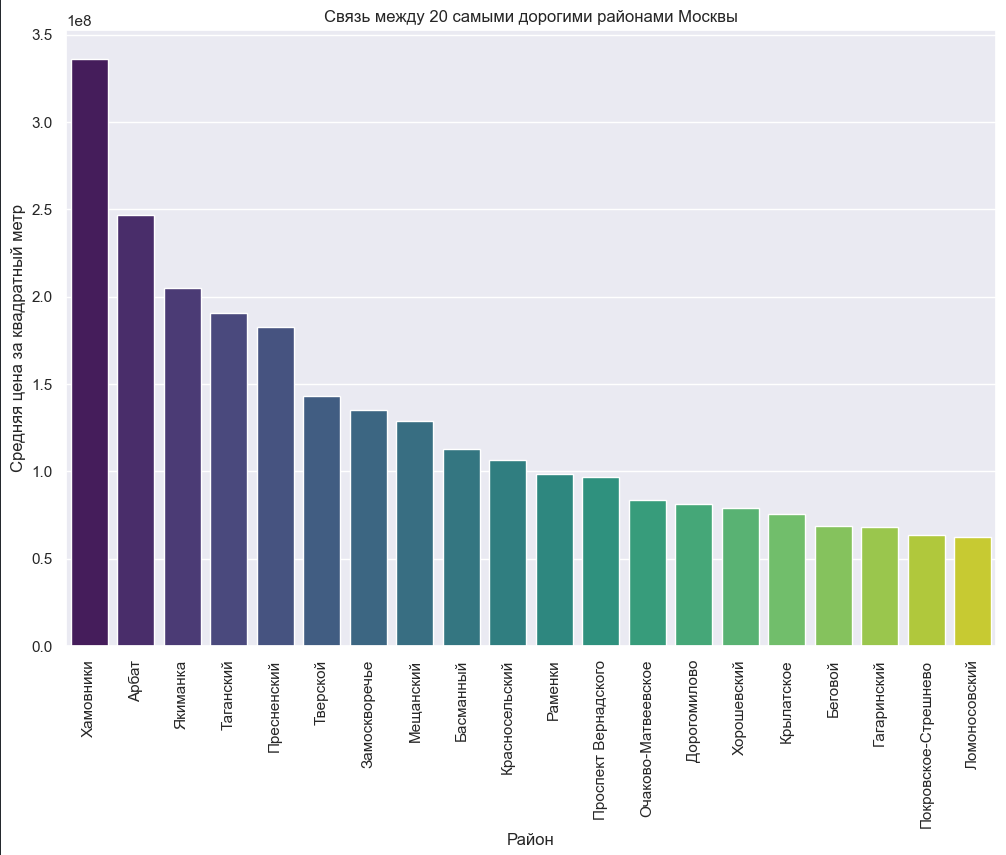 Связь между 20 самыми дорогими районами Москвы
1e8
3.5
3.0
2.5
2.0
1.5
1.0
0.5
0.0
Средняя цена за квадратный метр
Хамовники
Арбат
Якиманка
Таганский
Пресненский
Тверской
Замоскворечье
Мещанский
Басманный
Красносельский
Раменки
Проспект Вернадского
Очаково-Матвеевское
Дорогомилово
Хорошевский
Крылатское
Беговой
Гагаринский
Покровское-Стрешнево
Ломоносовский
Район